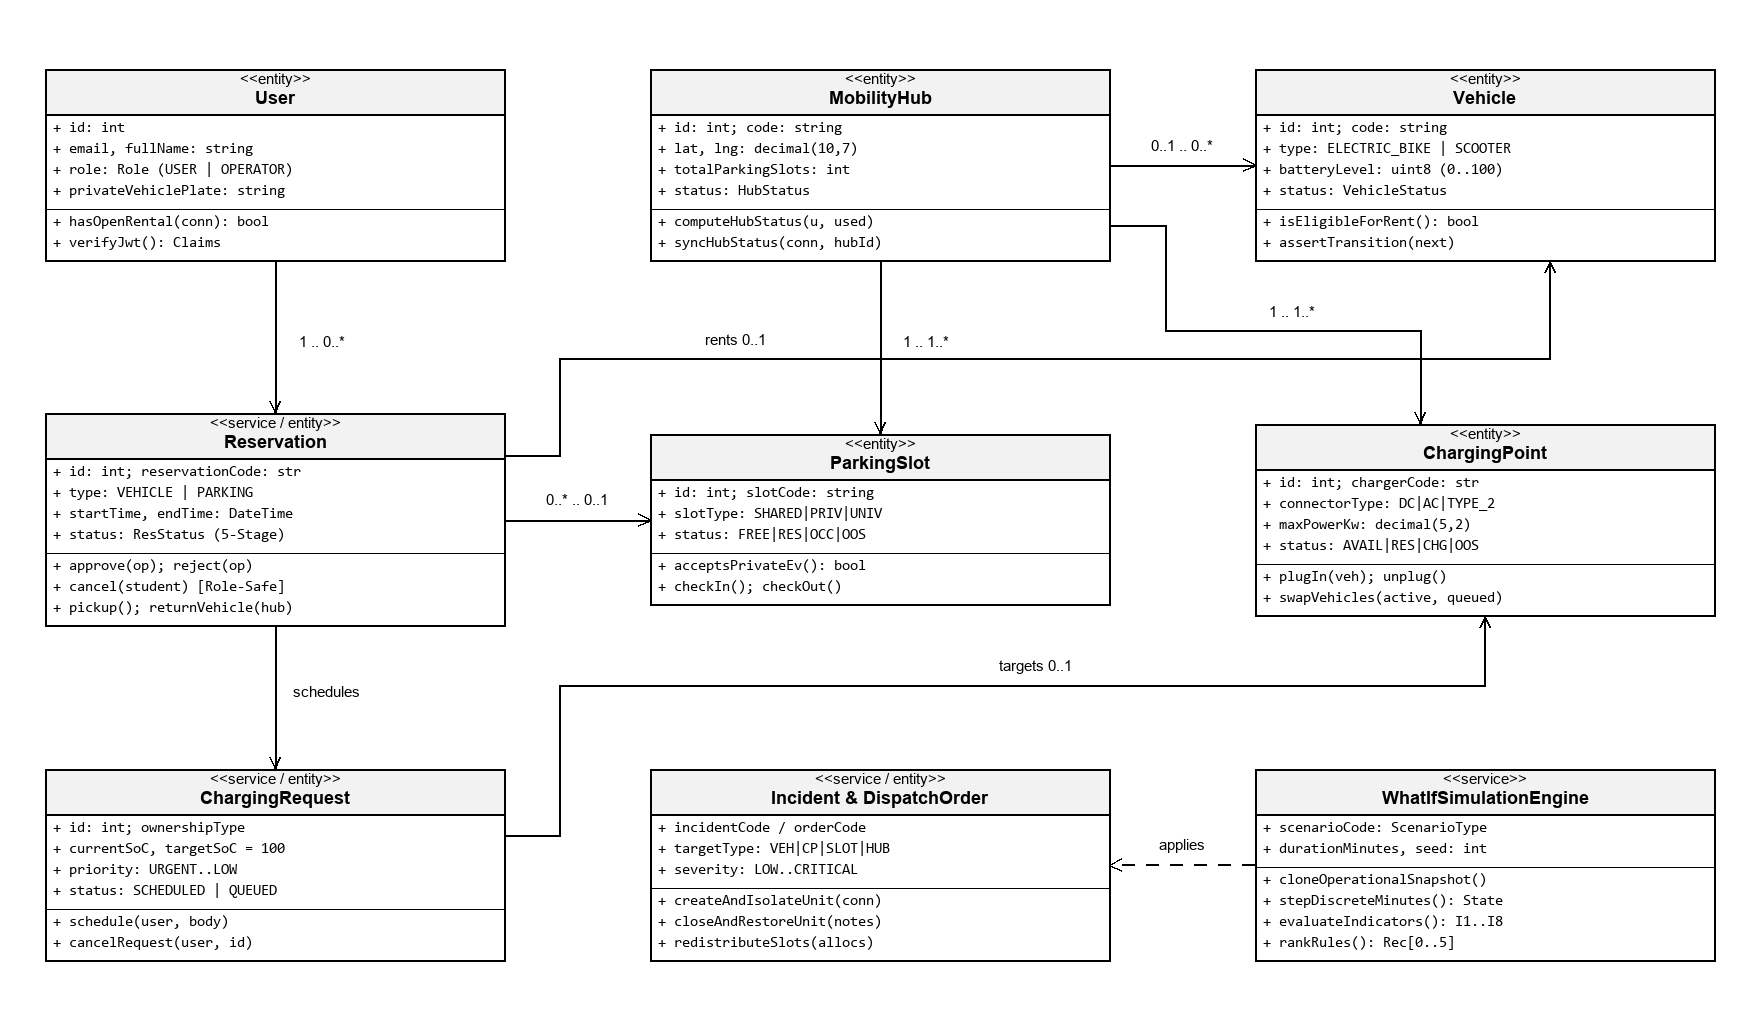 <<entity>>
User
+ id: int
+ email, fullName: string
+ role: Role (USER | OPERATOR)
+ privateVehiclePlate: string
+ hasOpenRental(conn): bool
+ verifyJwt(): Claims
<<entity>>
MobilityHub
+ id: int; code: string
+ lat, lng: decimal(10,7)
+ totalParkingSlots: int
+ status: HubStatus
+ computeHubStatus(u, used)
+ syncHubStatus(conn, hubId)
0..1 .. 0..*
<<entity>>
Vehicle
+ id: int; code: string
+ type: ELECTRIC_BIKE | SCOOTER
+ batteryLevel: uint8 (0..100)
+ status: VehicleStatus
+ isEligibleForRent(): bool
+ assertTransition(next)
1 .. 0..*
rents 0..1
1 .. 1..*
1 .. 1..*
<<service / entity>>
Reservation
+ id: int; reservationCode: str
+ type: VEHICLE | PARKING
+ startTime, endTime: DateTime
+ status: ResStatus (5-Stage)
+ approve(op); reject(op)
+ cancel(student) [Role-Safe]
+ pickup(); returnVehicle(hub)
0..* .. 0..1
<<entity>>
ParkingSlot
+ id: int; slotCode: string
+ slotType: SHARED|PRIV|UNIV
+ status: FREE|RES|OCC|OOS
+ acceptsPrivateEv(): bool
+ checkIn(); checkOut()
<<entity>>
ChargingPoint
+ id: int; chargerCode: str
+ connectorType: DC|AC|TYPE_2
+ maxPowerKw: decimal(5,2)
+ status: AVAIL|RES|CHG|OOS
+ plugIn(veh); unplug()
+ swapVehicles(active, queued)
schedules
targets 0..1
<<service / entity>>
ChargingRequest
+ id: int; ownershipType
+ currentSoC, targetSoC = 100
+ priority: URGENT..LOW
+ status: SCHEDULED | QUEUED
+ schedule(user, body)
+ cancelRequest(user, id)
<<service / entity>>
Incident & DispatchOrder
+ incidentCode / orderCode
+ targetType: VEH|CP|SLOT|HUB
+ severity: LOW..CRITICAL
+ createAndIsolateUnit(conn)
+ closeAndRestoreUnit(notes)
+ redistributeSlots(allocs)
applies
<<service>>
WhatIfSimulationEngine
+ scenarioCode: ScenarioType
+ durationMinutes, seed: int
+ cloneOperationalSnapshot()
+ stepDiscreteMinutes(): State
+ evaluateIndicators(): I1..I8
+ rankRules(): Rec[0..5]